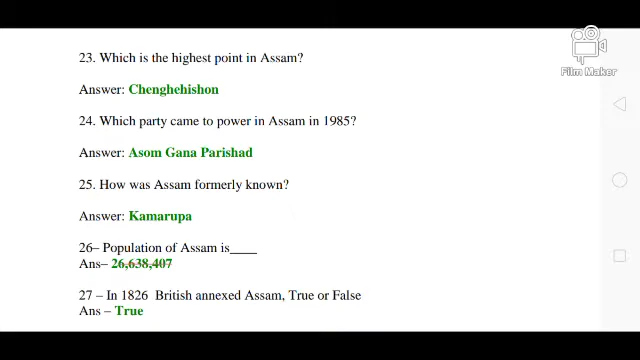 Film Maker
23. Which is the highest point in Assam?
Answer: Chenghehishon
24. Which party came to power in Assam in 1985?
Answer: Asom Gana Parishad
25. How was Assam formerly known?
Answer: Kamarupa
26– Population of Assam is____
Ans– 26,638,407
27 – In 1826 British annexed Assam, True or False
Ans – True